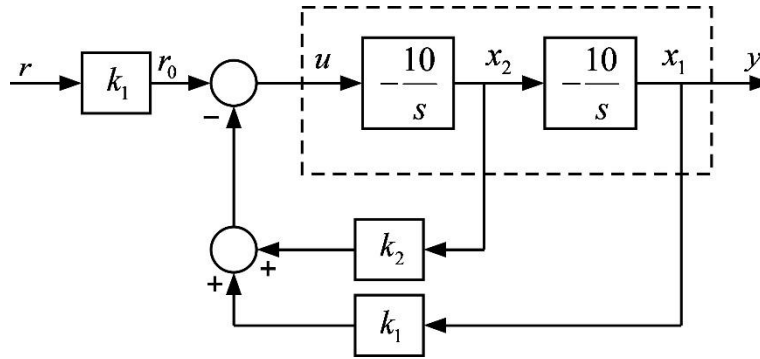 r
k₁
r₀
u
-10/s
x₂
-10/s
x₁
y
-
k₂
+
+
k₁